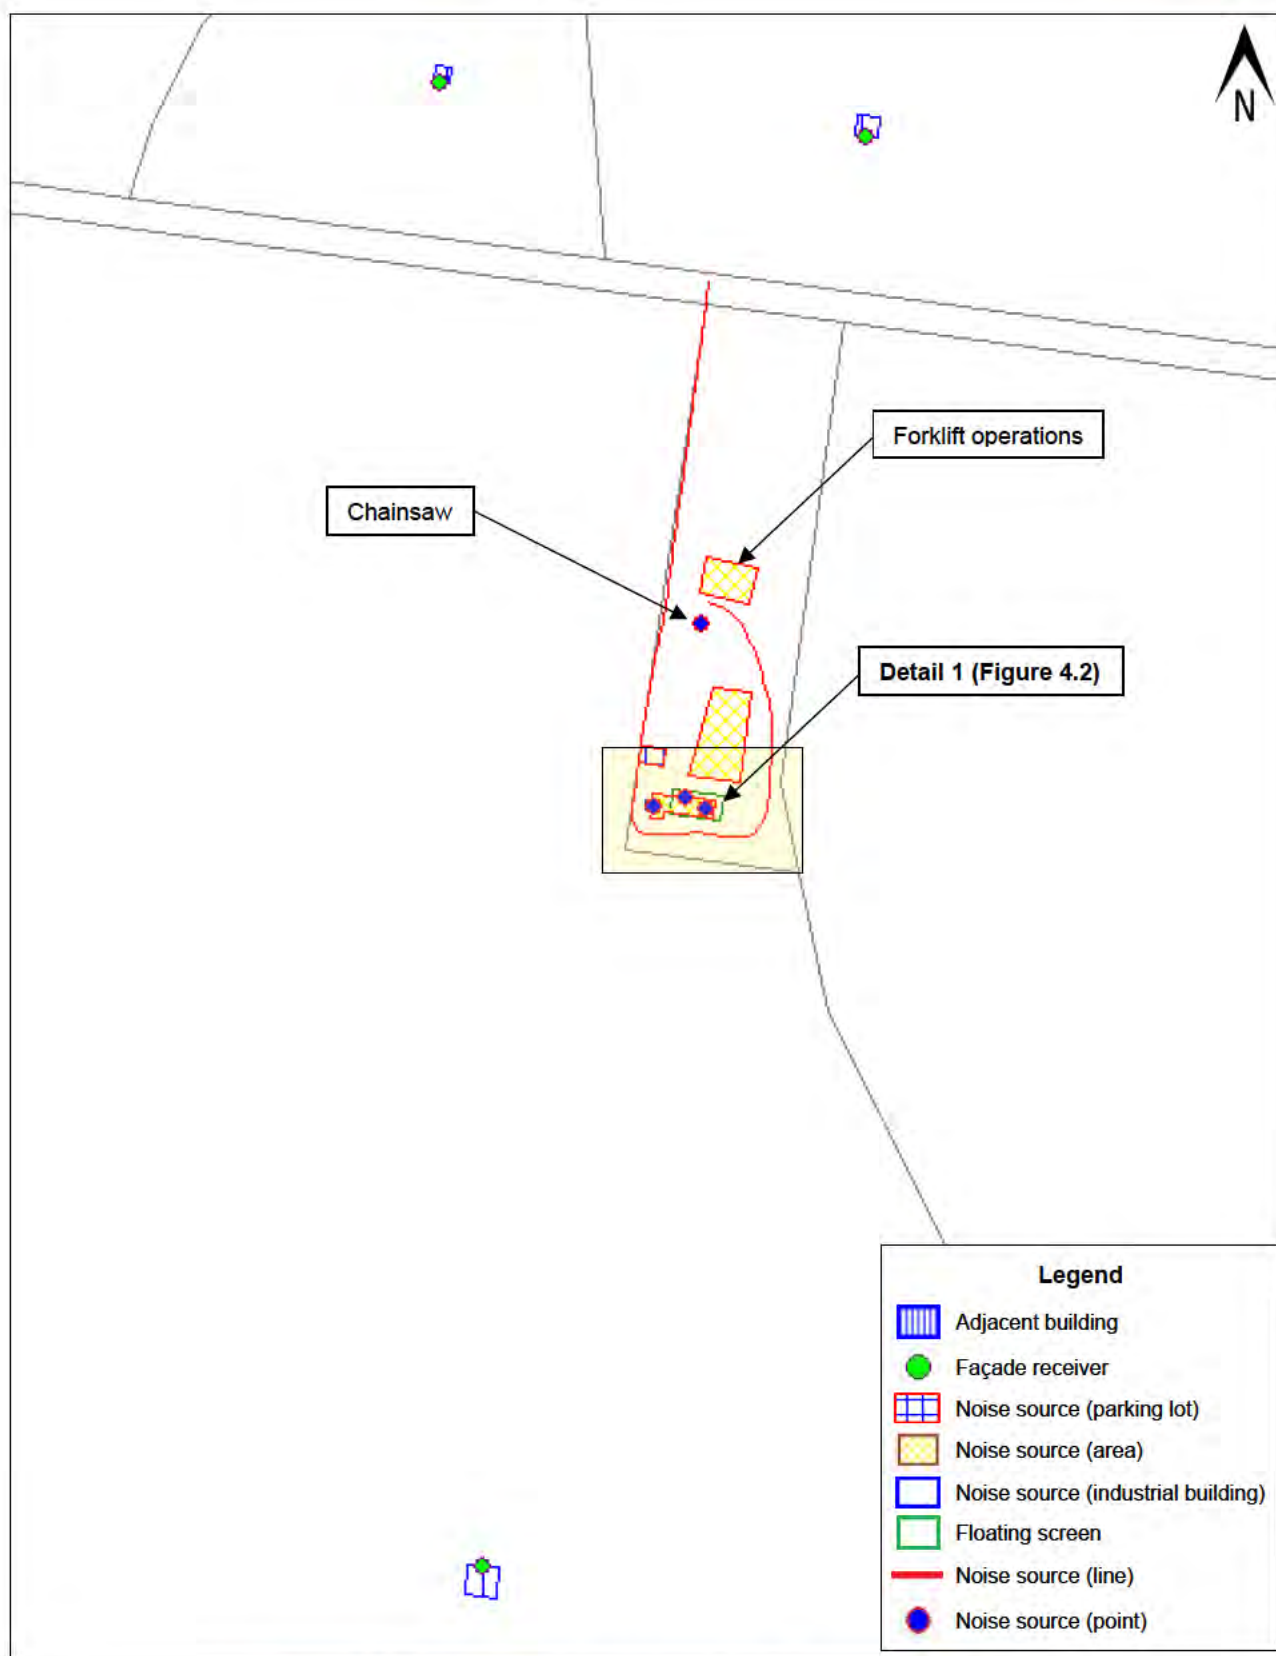 N
Forklift operations
Chainsaw
Detail 1 (Figure 4.2)
Legend
Adjacent building
Façade receiver
Noise source (parking lot)
Noise source (area)
Noise source (industrial building)
Floating screen
Noise source (line)
Noise source (point)